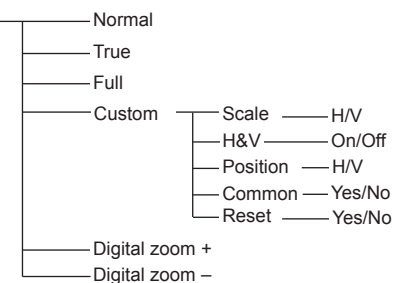 Normal
True
Full
Custom Scale H/V
H&V On/Off
Position H/V
Common Yes/No
Reset Yes/No
Digital zoom +
Digital zoom –